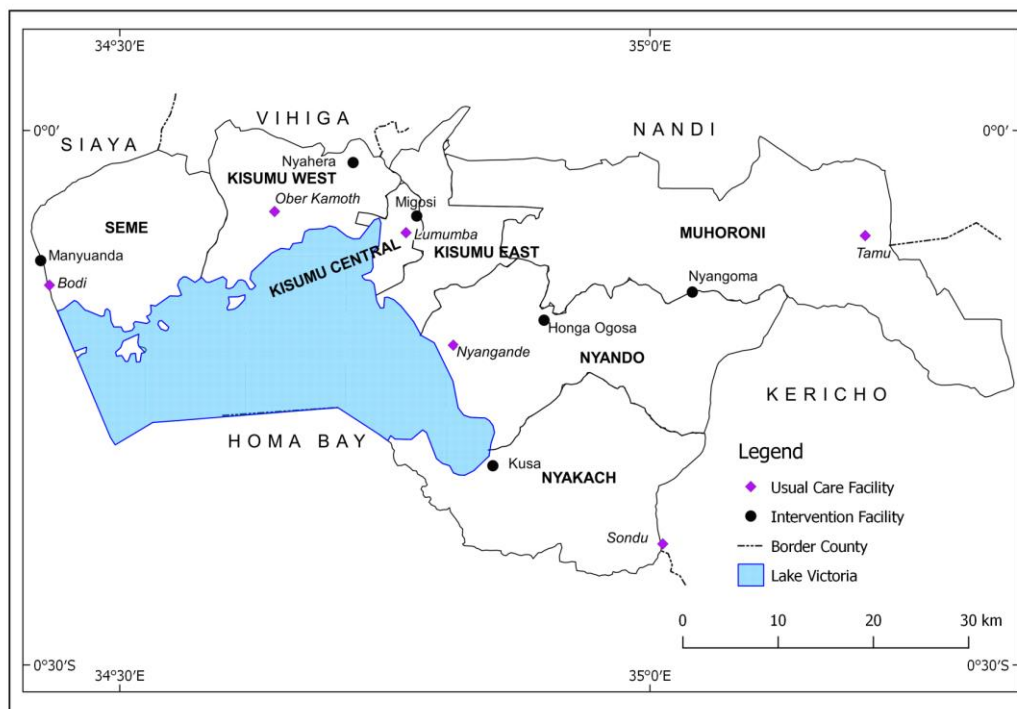 34°30'E
35°0'E
0°0'
0°0'
VIHIGA
NANDI
SIAYA
Nyahera
KISUMU WEST
Ober Kamoth
Migosi
SEME
Lumumba
MUHORONI
KISUMU EAST
Tamu
Manyuanda
KISUMU CENTRAL
Bodi
Nyangoma
Honga Ogosa
Nyangande
NYANDO
KERICHO
HOMA BAY
Kusa
NYAKACH
Sondu
Legend
Usual Care Facility
Intervention Facility
Border County
Lake Victoria
0 10 20 30 km
0°30'S
0°30'S
34°30'E
35°0'E